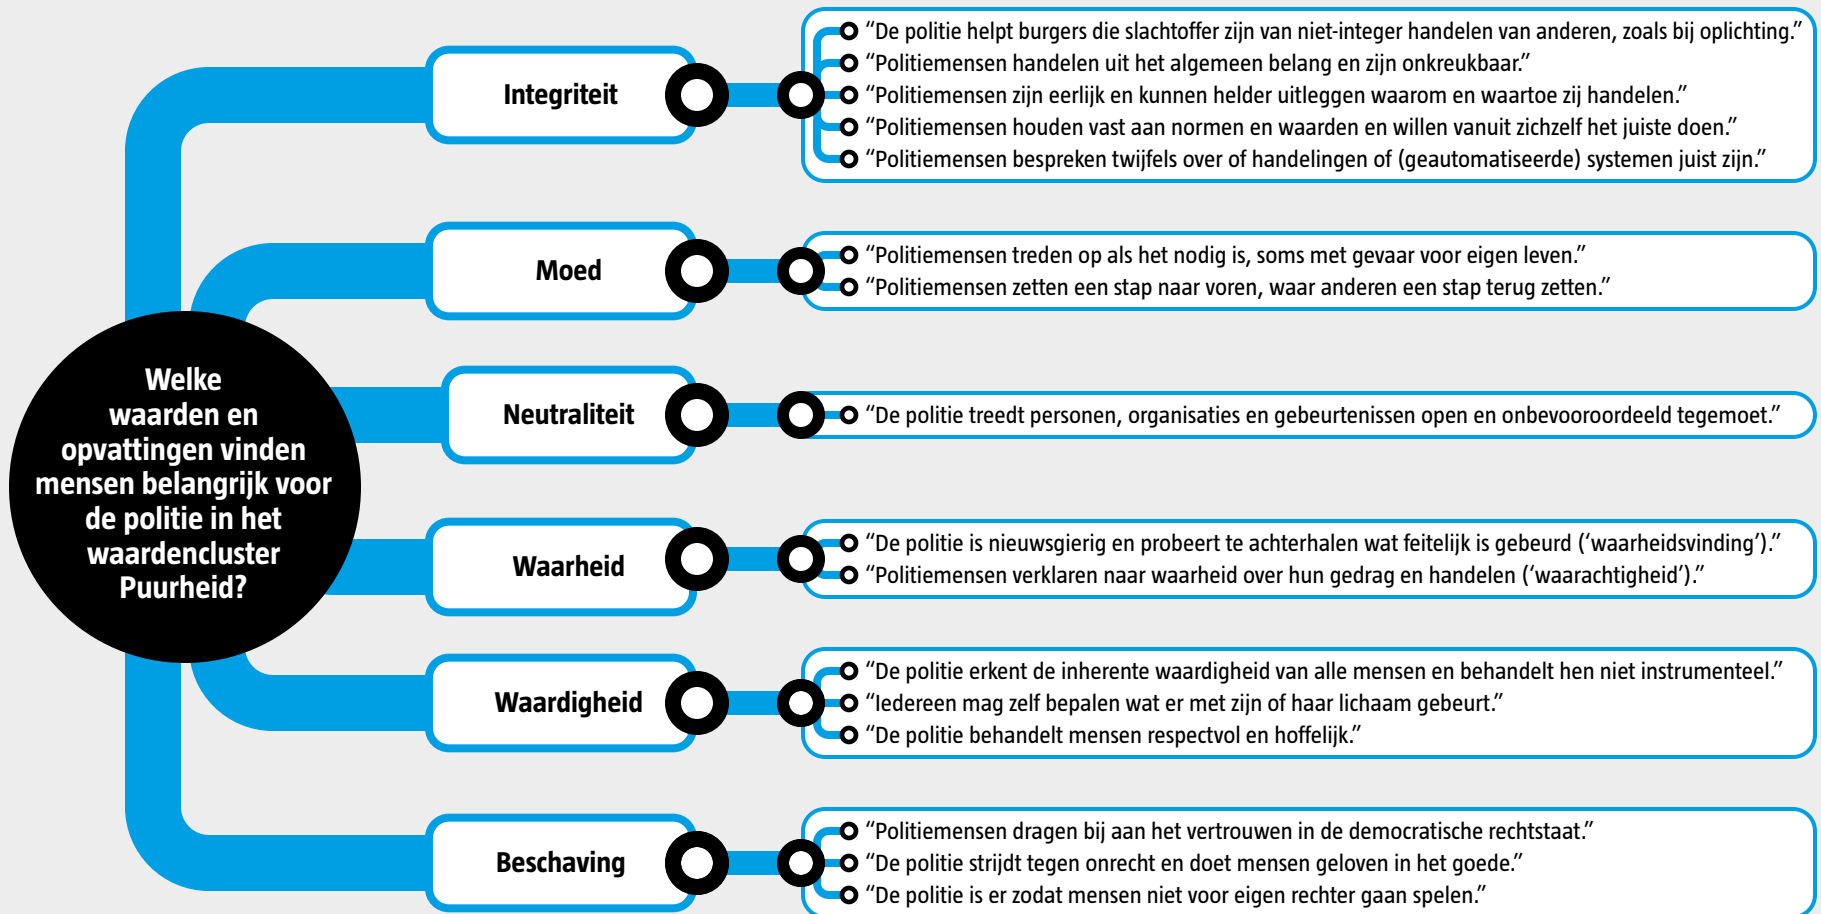 Welke
waarden en
opvattingen vinden
mensen belangrijk voor
de politie in het
waardencluster
Puurheid?
Integriteit
“De politie helpt burgers die slachtoffer zijn van niet-integer handelen van anderen, zoals bij oplichting.”
“Politiemensen handelen uit het algemeen belang en zijn onkreukbaar.”
“Politiemensen zijn eerlijk en kunnen helder uitleggen waarom en waartoe zij handelen.”
“Politiemensen houden vast aan normen en waarden en willen vanuit zichzelf het juiste doen.”
“Politiemensen bespreken twijfels over of handelingen of (geautomatiseerde) systemen juist zijn.”
Moed
“Politiemensen treden op als het nodig is, soms met gevaar voor eigen leven.”
“Politiemensen zetten een stap naar voren, waar anderen een stap terug zetten.”
Neutraliteit
“De politie treedt personen, organisaties en gebeurtenissen open en onbevooroordeeld tegemoet.”
Waarheid
“De politie is nieuwsgierig en probeert te achterhalen wat feitelijk is gebeurd (‘waarheidsvinding’).”
“Politiemensen verklaren naar waarheid over hun gedrag en handelen (‘waarachtigheid’).”
Waardigheid
“De politie erkent de inherente waardigheid van alle mensen en behandelt hen niet instrumenteel.”
“Iedereen mag zelf bepalen wat er met zijn of haar lichaam gebeurt.”
“De politie behandelt mensen respectvol en hoffelijk.”
Beschaving
“Politiemensen dragen bij aan het vertrouwen in de democratische rechtstaat.”
“De politie strijdt tegen onrecht en doet mensen geloven in het goede.”
“De politie is er zodat mensen niet voor eigen rechter gaan spelen.”